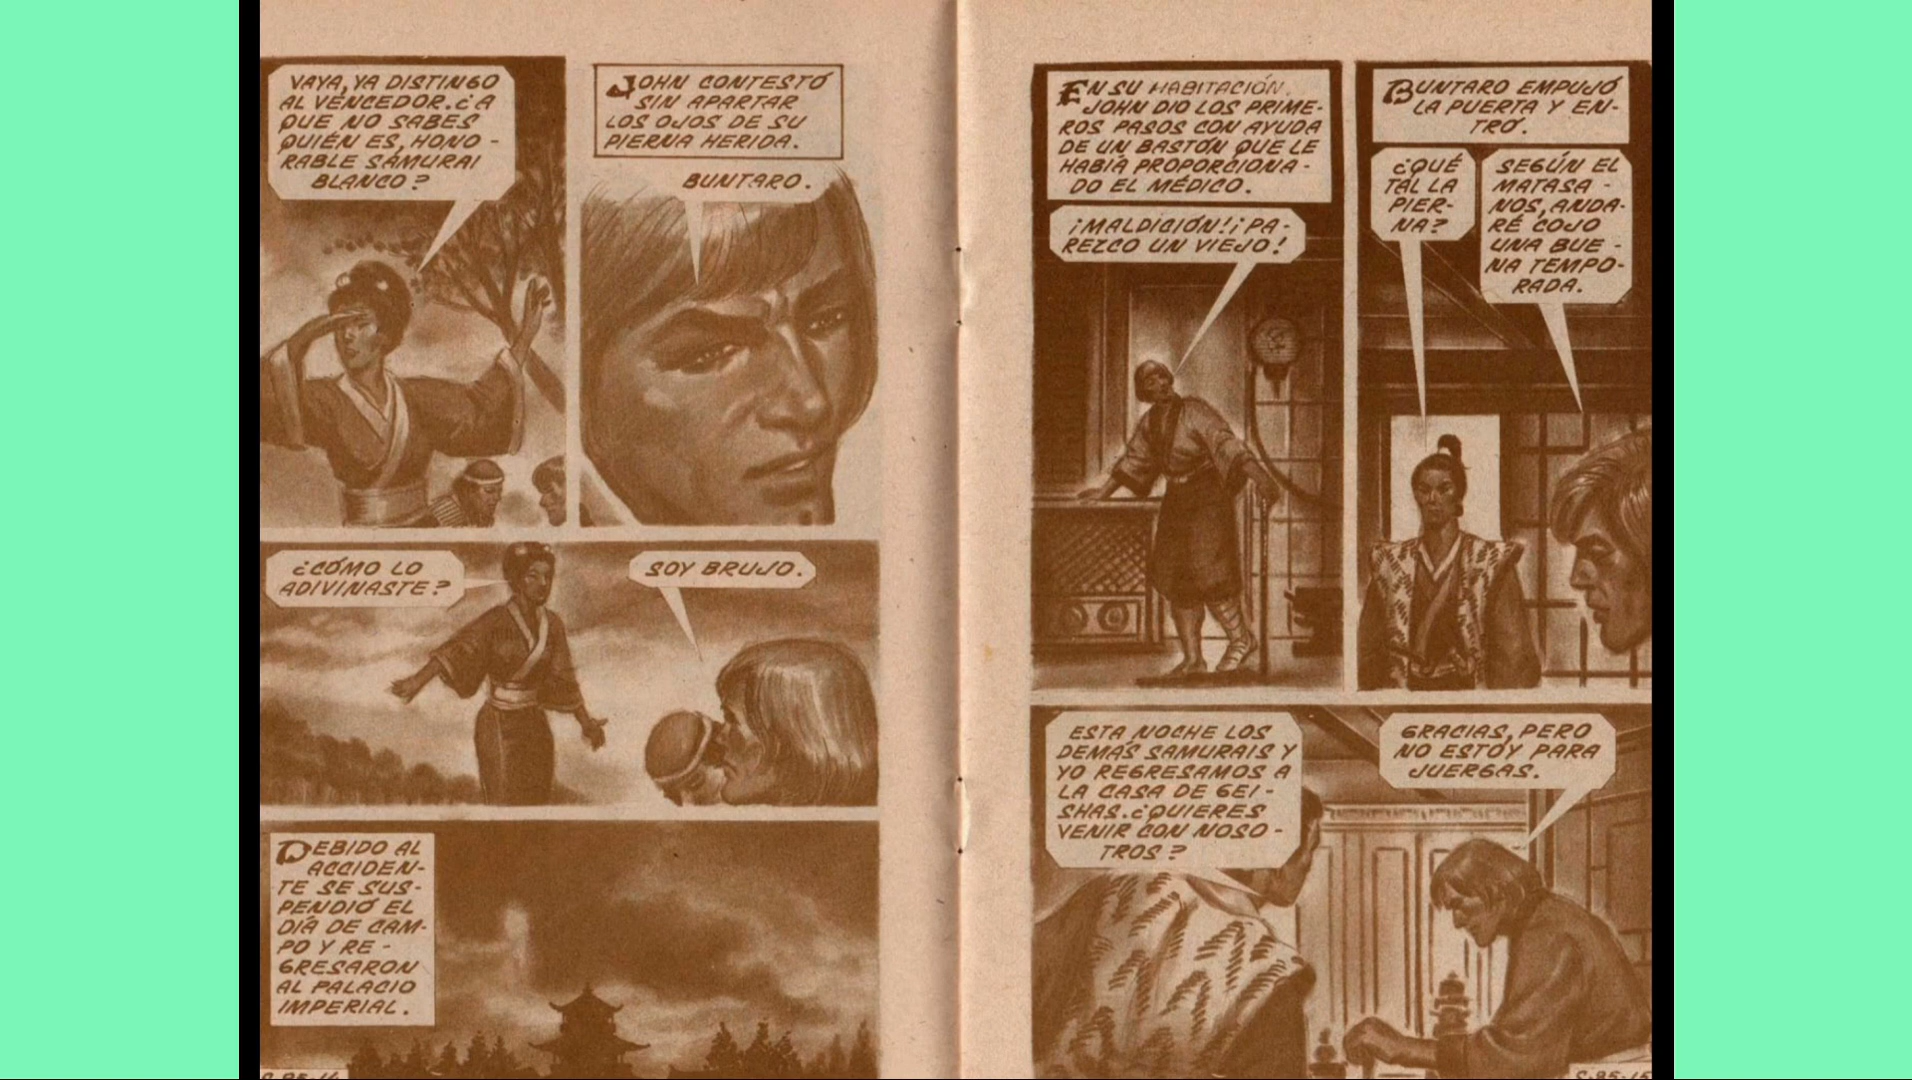 VAYA, YA DISTINGO
AL VENCEDOR. ¿A
QUE NO SABES
QUIÉN ES, HONO-
RABLE SAMURAI
BLANCO?
JOHN CONTESTÓ
SIN APARTAR
LOS OJOS DE SU
PIERNA HERIDA.
BUNTARO.
¿CÓMO LO
ADIVINASTE?
SOY BRUJO.
DEBIDO AL
ACCIDEN-
TE SE SUS-
PENDIÓ EL
DÍA DE CAM-
PO Y RE-
GRESARON
AL PALACIO
IMPERIAL.
EN SU HABITACIÓN,
JOHN DIO LOS PRIME-
ROS PASOS CON AYUDA
DE UN BASTÓN QUE LE
HABÍA PROPORCIONA-
DO EL MÉDICO.
¡MALDICIÓN! ¡PA-
REZCO UN VIEJO!
BUNTARO EMPUJÓ
LA PUERTA Y EN-
TRÓ.
¿QUÉ
TAL LA
PIER-
NA?
SEGÚN EL
MATASA-
NOS, ANDA-
RÉ COJO
UNA BUE-
NA TEMPO-
RADA.
ESTA NOCHE LOS
DEMÁS SAMURAIS Y
YO REGRESAMOS A
LA CASA DE GEI-
SHAS. ¿QUIERES
VENIR CON NOSO-
TROS?
GRACIAS, PERO
NO ESTOY PARA
JUERGAS.
S-85-15